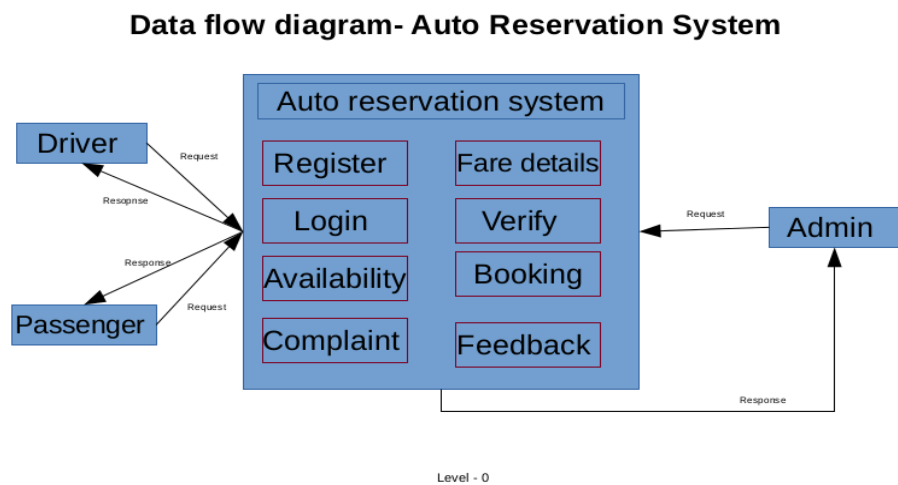 Data flow diagram- Auto Reservation System
Auto reservation system
Driver
Request
Resopnse
Response
Request
Passenger
Register
Fare details
Login
Verify
Availability
Booking
Complaint
Feedback
Request
Admin
Response
Level - 0